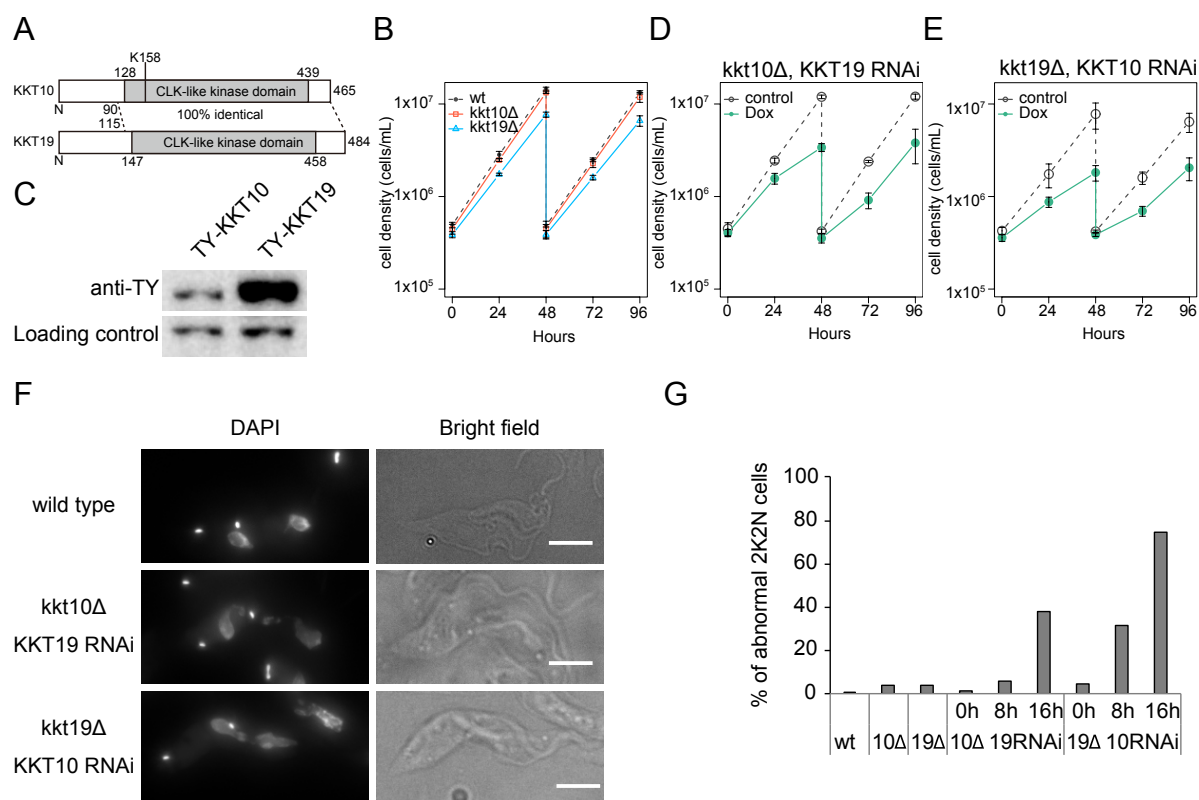 A
K158
128
439
KKT10
CLK-like kinase domain
465
N
90
100% identical
115
KKT19
CLK-like kinase domain
484
N
147
458
B
1x10⁷
1x10⁶
1x10⁵
cell density (cells/mL)
wt
kkt10Δ
kkt19Δ
0 24 48 72 96
Hours
C
TY-KKT10
TY-KKT19
anti-TY
Loading control
D
kkt10Δ, KKT19 RNAi
1x10⁷
1x10⁶
1x10⁵
cell density (cells/mL)
control
Dox
0 24 48 72 96
Hours
E
kkt19Δ, KKT10 RNAi
1x10⁷
1x10⁶
1x10⁵
cell density (cells/mL)
control
Dox
0 24 48 72 96
Hours
F
DAPI
Bright field
wild type
kkt10Δ
KKT19 RNAi
kkt19Δ
KKT10 RNAi
G
% of abnormal 2K2N cells
100
80
60
40
20
0
0h 8h 16h 0h 8h 16h
wt 10Δ 19Δ 10Δ 19RNAi 19Δ 10RNAi